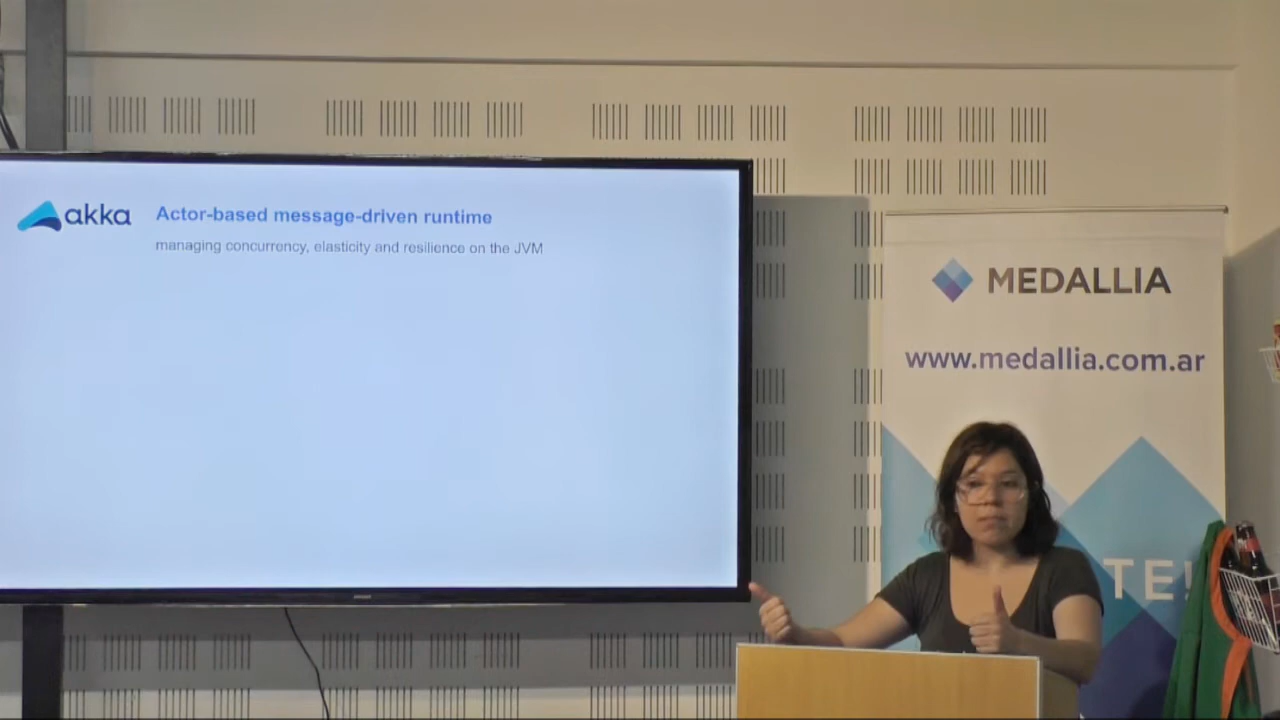 akka
Actor-based message-driven runtime
managing concurrency, elasticity and resilience on the JVM
MEDALLIA
www.medallia.com.ar
TE!